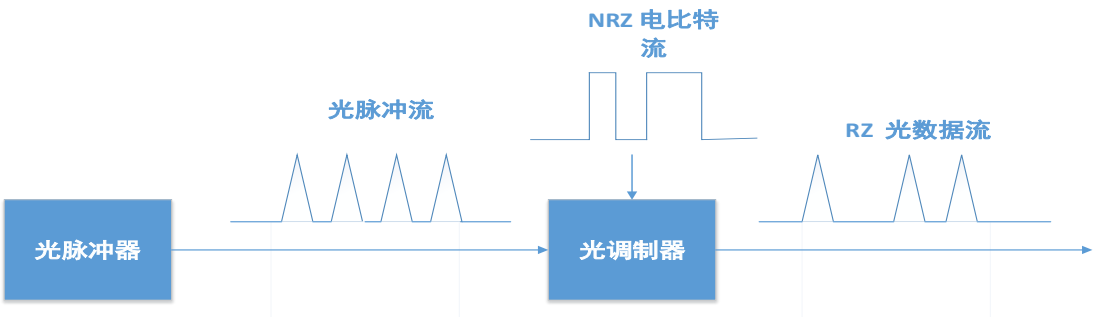 NRZ 电比特
流
光脉冲流
RZ 光数据流
光脉冲器
光调制器